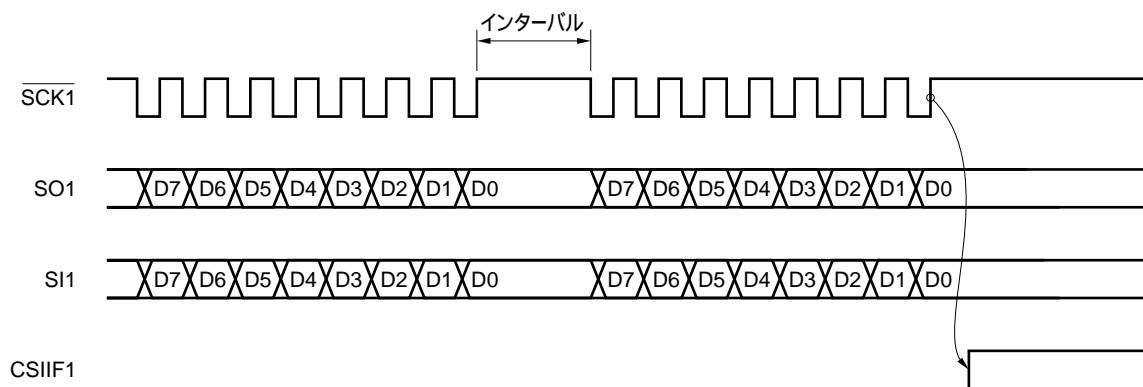 インターバル
SCK1
SO1 D7 D6 D5 D4 D3 D2 D1 D0 D7 D6 D5 D4 D3 D2 D1 D0
SI1 D7 D6 D5 D4 D3 D2 D1 D0 D7 D6 D5 D4 D3 D2 D1 D0
CSIIF1